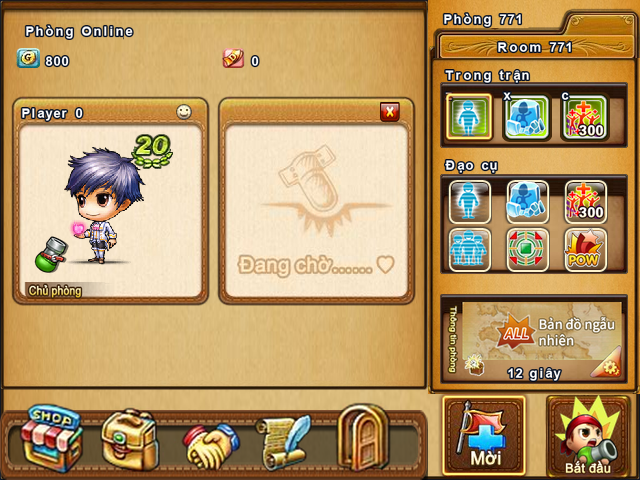 Phòng Online
G 800
0
Player 0
X
20
Chủ phòng
Đang chờ...... ♡
Phòng 771
Room 771
Trong trận
X
C
300
Đạo cụ
300
POW
Thông tin phòng
ALL
Bản đồ ngẫu
nhiên
12 giây
SHOP
Mời
Bắt đầu